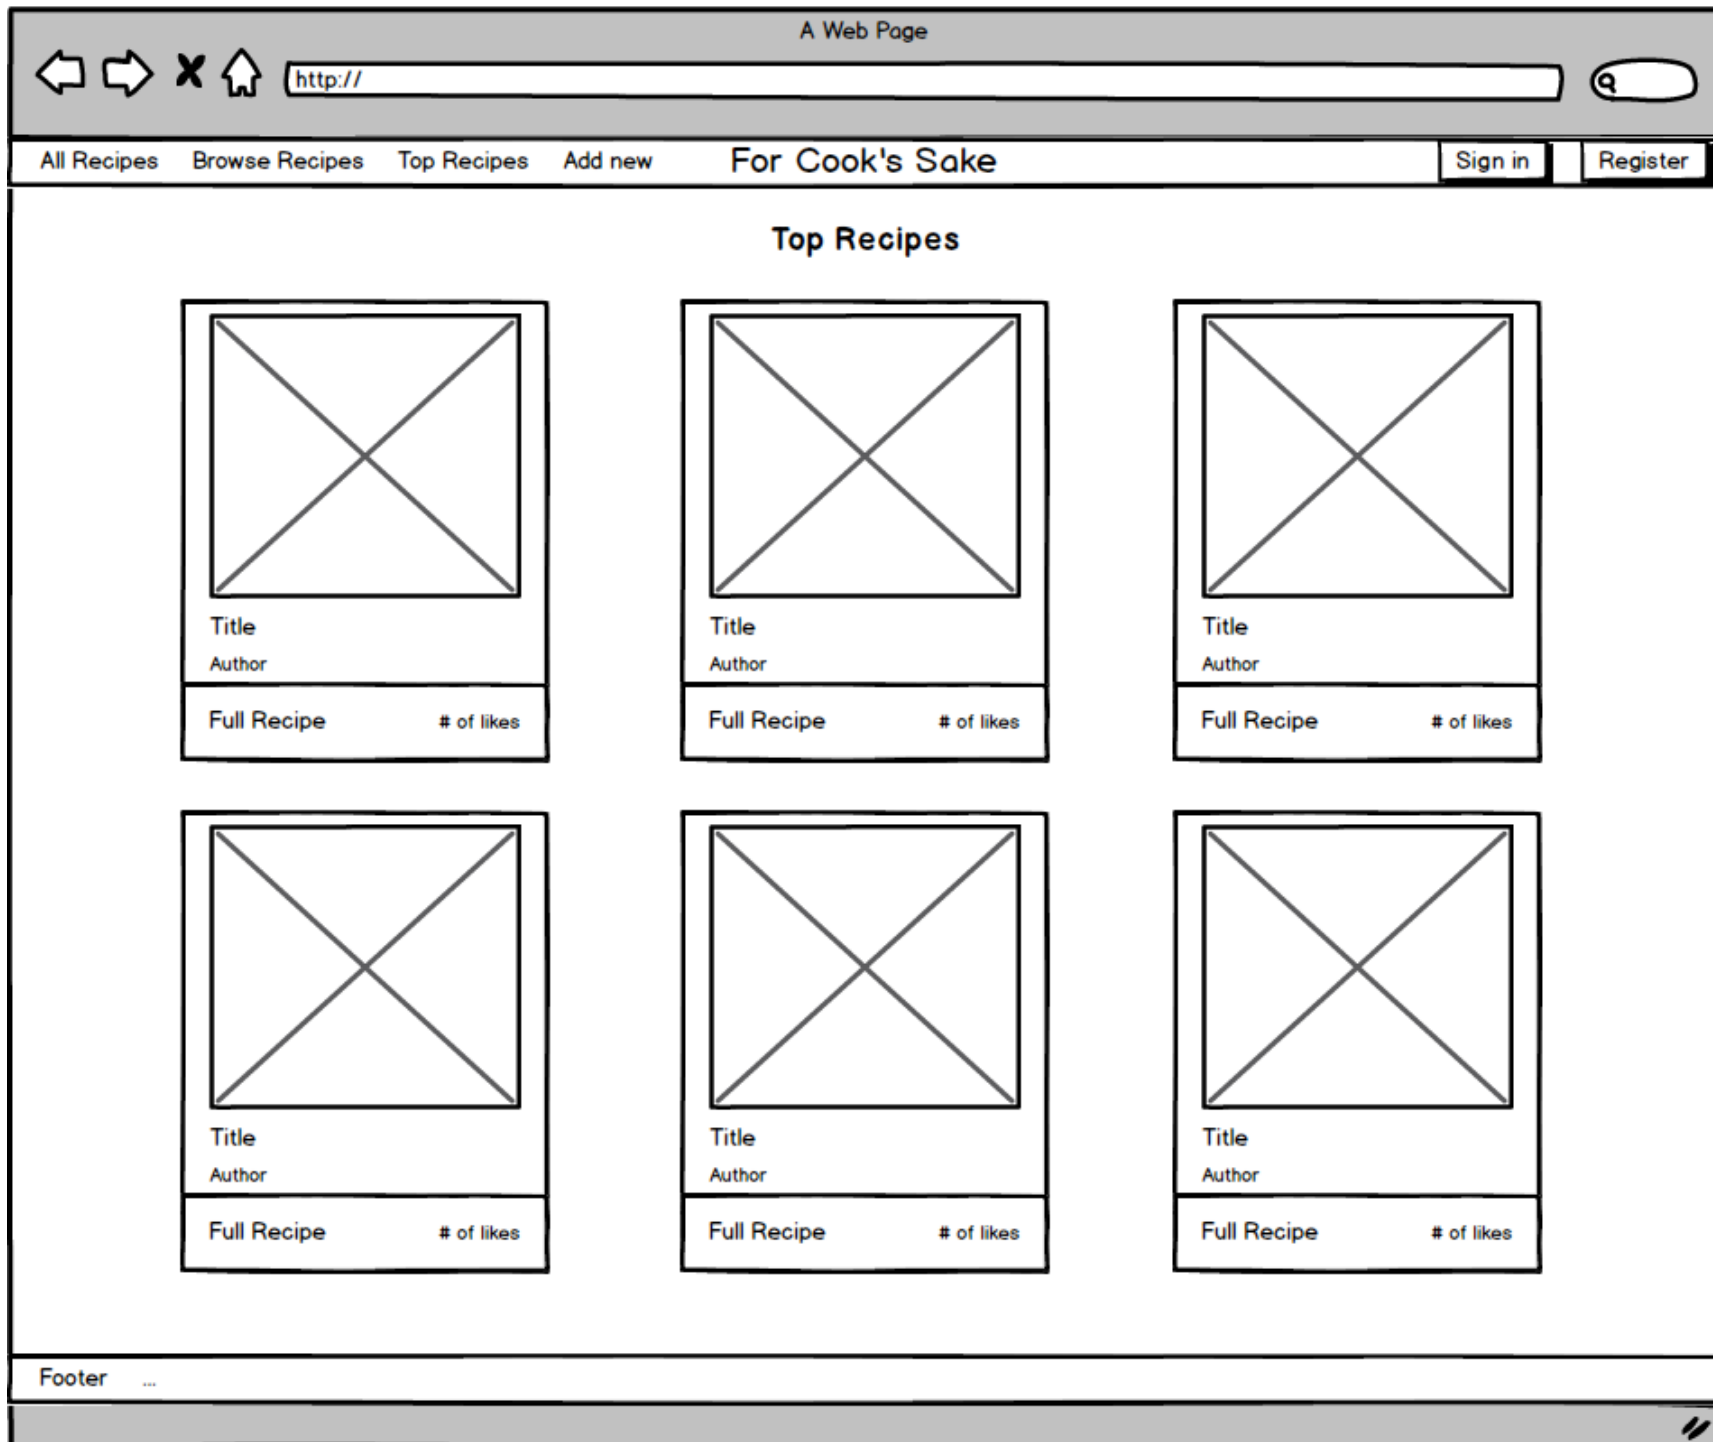 A Web Page
http://
All Recipes Browse Recipes Top Recipes Add new For Cook's Sake Sign in Register
Top Recipes
Title Title Title
Author Author Author
Full Recipe # of likes Full Recipe # of likes Full Recipe # of likes
Title Title Title
Author Author Author
Full Recipe # of likes Full Recipe # of likes Full Recipe # of likes
Footer ...